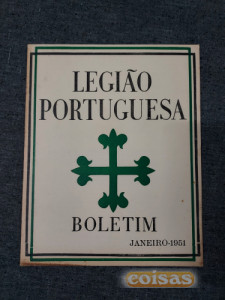 LEGIÃO
PORTUGUESA
BOLETIM
JANEIRO-1951
coisas